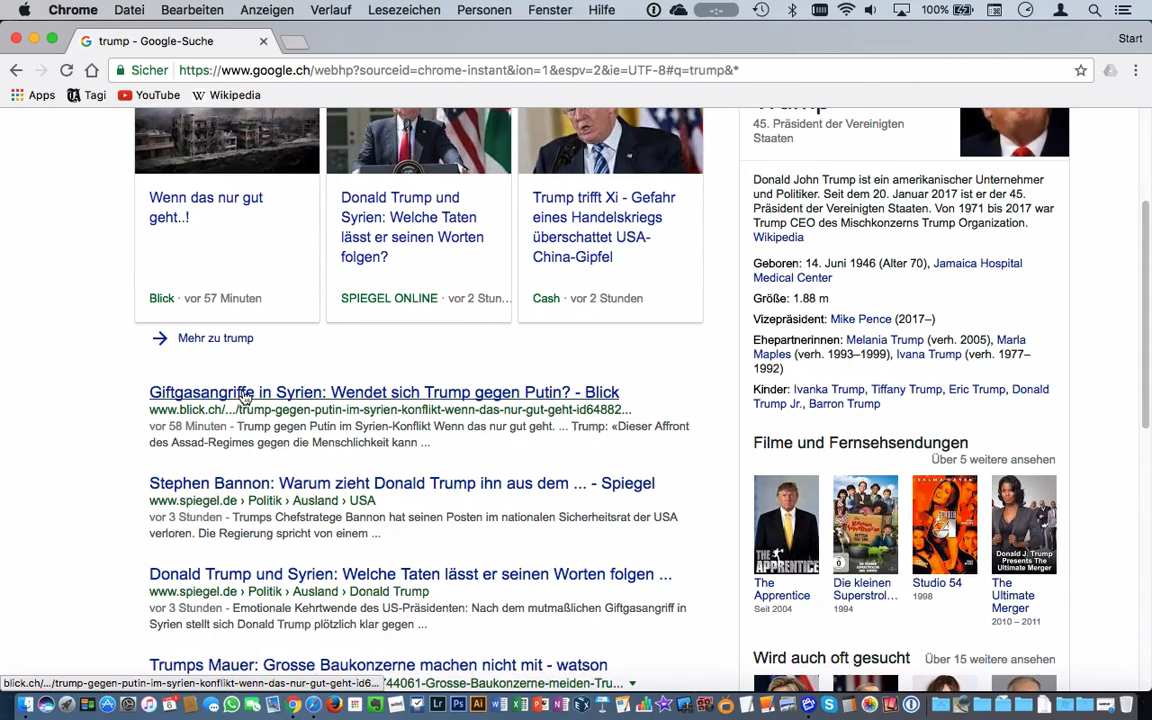 Chrome Datei Bearbeiten Anzeigen Verlauf Lesezeichen Personen Fenster Hilfe 100%
trump - Google-Suche
Start
Sicher https://www.google.ch/webhp?sourceid=chrome-instant&ion=1&espv=2&ie=UTF-8#q=trump&*
Apps Tagi YouTube Wikipedia
Wenn das nur gut
geht..!
Blick · vor 57 Minuten
Donald Trump und
Syrien: Welche Taten
lässt er seinen Worten
folgen?
SPIEGEL ONLINE · vor 2 Stun...
Trump trifft Xi - Gefahr
eines Handelskriegs
überschattet USA-
China-Gipfel
Cash · vor 2 Stunden
Mehr zu trump
Giftgasangriffe in Syrien: Wendet sich Trump gegen Putin? - Blick
www.blick.ch/.../trump-gegen-putin-im-syrien-konflikt-wenn-das-nur-gut-geht-id64882...
vor 58 Minuten - Trump gegen Putin im Syrien-Konflikt Wenn das nur gut geht. ... Trump: «Dieser Affront
des Assad-Regimes gegen die Menschlichkeit kann ...
Stephen Bannon: Warum zieht Donald Trump ihn aus dem ... - Spiegel
www.spiegel.de › Politik › Ausland › USA
vor 3 Stunden - Trumps Chefstratege Bannon hat seinen Posten im nationalen Sicherheitsrat der USA
verloren. Die Regierung spricht von einem ...
Donald Trump und Syrien: Welche Taten lässt er seinen Worten folgen ...
www.spiegel.de › Politik › Ausland › Donald Trump
vor 3 Stunden - Emotionale Kehrtwende des US-Präsidenten: Nach dem mutmaßlichen Giftgasangriff in
Syrien stellt sich Donald Trump plötzlich klar gegen ...
Trumps Mauer: Grosse Baukonzerne machen nicht mit - watson
744061-Grosse-Baukonzerne-meiden-Tru...
blick.ch/.../trump-gegen-putin-im-syrien-konflikt-wenn-das-nur-gut-geht-id6...
Trump
45. Präsident der Vereinigten
Staaten
Donald John Trump ist ein amerikanischer Unternehmer
und Politiker. Seit dem 20. Januar 2017 ist er der 45.
Präsident der Vereinigten Staaten. Von 1971 bis 2017 war
Trump CEO des Mischkonzerns Trump Organization.
Wikipedia
Geboren: 14. Juni 1946 (Alter 70), Jamaica Hospital
Medical Center
Größe: 1.88 m
Vizepräsident: Mike Pence (2017–)
Ehepartnerinnen: Melania Trump (verh. 2005), Marla
Maples (verh. 1993–1999), Ivana Trump (verh. 1977–
1992)
Kinder: Ivanka Trump, Tiffany Trump, Eric Trump, Donald
Trump Jr., Barron Trump
Filme und Fernsehsendungen
Über 5 weitere ansehen
THE
APPRENTICE
STUDIO 54
DONALD J. TRUMP
PRESENTS THE
ULTIMATE MERGER
The
Apprentice
Seit 2004
Die kleinen
Superstrol...
1994
Studio 54
1998
The
Ultimate
Merger
2010 – 2011
Wird auch oft gesucht
Über 15 weitere ansehen